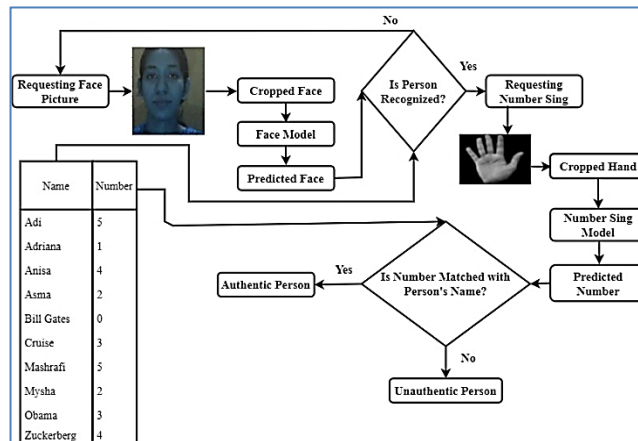 No
Requesting Face
Picture
Cropped Face
Face Model
Predicted Face
Is Person
Recognized?
Yes
Requesting
Number Sing
Cropped Hand
Number Sing
Model
Predicted
Number
Is Number Matched with
Person's Name?
Yes
Authentic Person
No
Unauthentic Person
Name Number
Adi 5
Adriana 1
Anisa 4
Asma 2
Bill Gates 0
Cruise 3
Mashrafi 5
Mysha 2
Obama 3
Zuckerberg 4